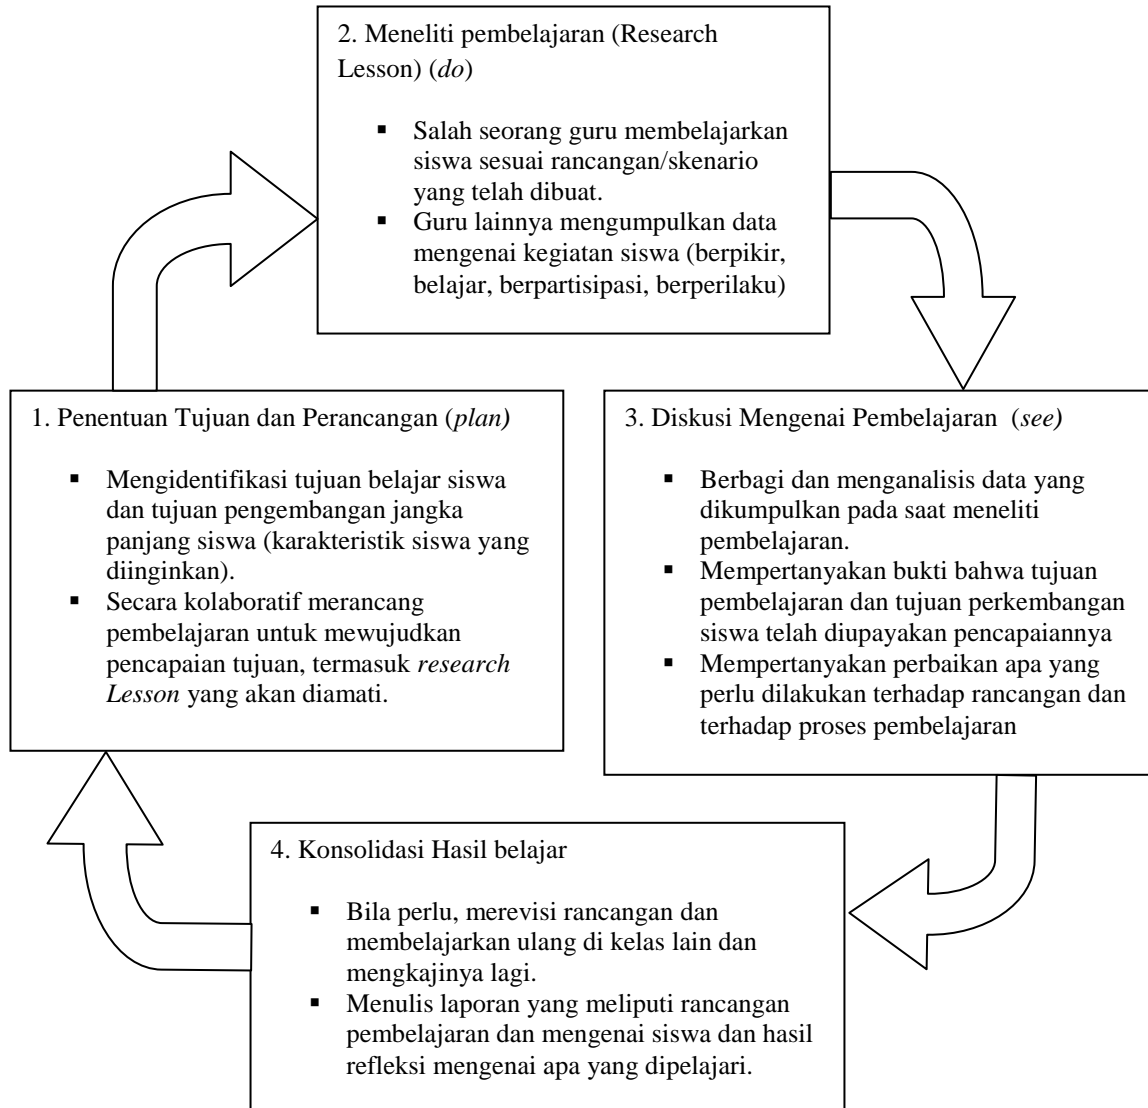 2. Meneliti pembelajaran (Research
Lesson) (do)
▪ Salah seorang guru membelajarkan
siswa sesuai rancangan/skenario
yang telah dibuat.
▪ Guru lainnya mengumpulkan data
mengenai kegiatan siswa (berpikir,
belajar, berpartisipasi, berperilaku)
1. Penentuan Tujuan dan Perancangan (plan)
▪ Mengidentifikasi tujuan belajar siswa
dan tujuan pengembangan jangka
panjang siswa (karakteristik siswa yang
diinginkan).
▪ Secara kolaboratif merancang
pembelajaran untuk mewujudkan
pencapaian tujuan, termasuk research
Lesson yang akan diamati.
3. Diskusi Mengenai Pembelajaran (see)
▪ Berbagi dan menganalisis data yang
dikumpulkan pada saat meneliti
pembelajaran.
▪ Mempertanyakan bukti bahwa tujuan
pembelajaran dan tujuan perkembangan
siswa telah diupayakan pencapaiannya
▪ Mempertanyakan perbaikan apa yang
perlu dilakukan terhadap rancangan dan
terhadap proses pembelajaran
4. Konsolidasi Hasil belajar
▪ Bila perlu, merevisi rancangan dan
membelajarkan ulang di kelas lain dan
mengkajinya lagi.
▪ Menulis laporan yang meliputi rancangan
pembelajaran dan mengenai siswa dan hasil
refleksi mengenai apa yang dipelajari.